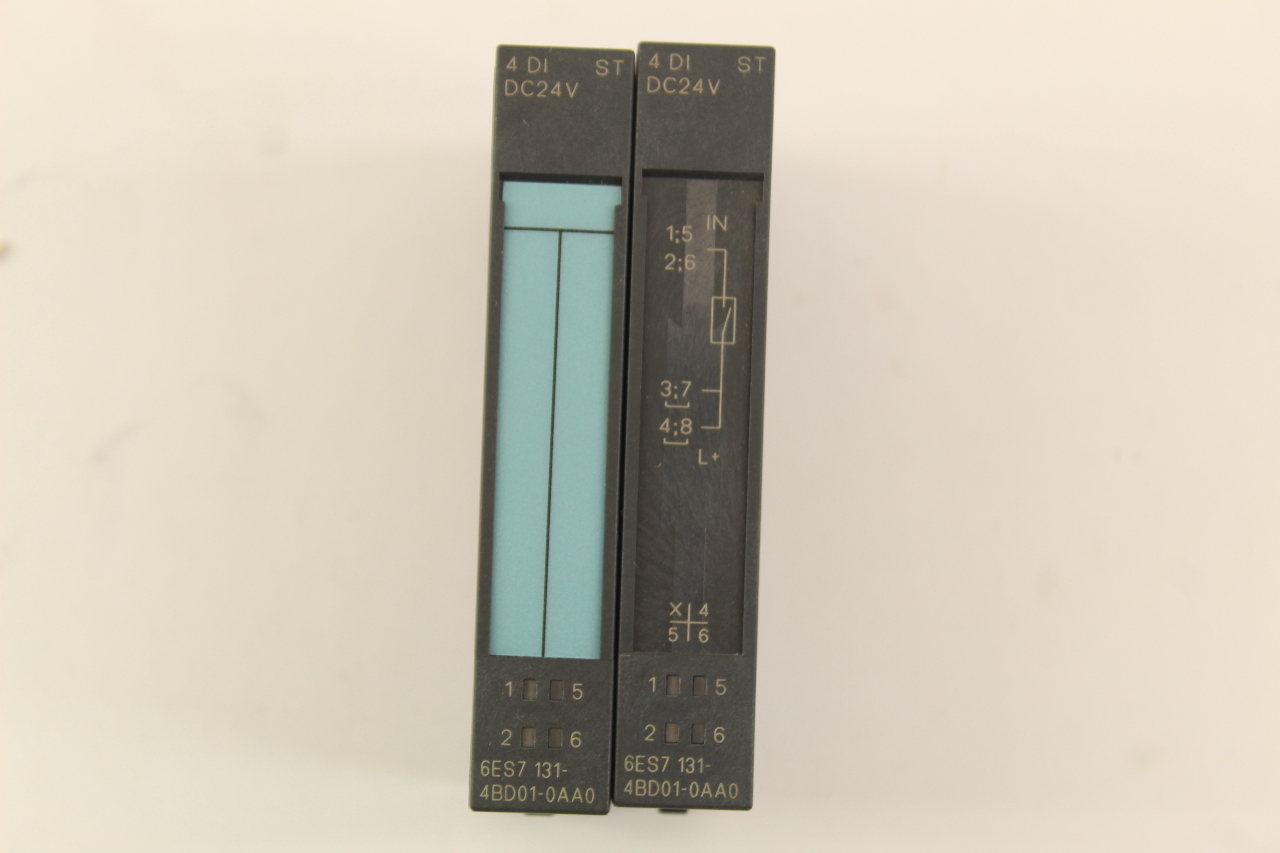 4 DI ST
DC24V
1 5
2 6
6ES7 131-
4BD01-0AA0
4 DI ST
DC24V
IN
1;5
2;6
3;7
4;8
L+
X 4
5 6
1 5
2 6
6ES7 131-
4BD01-0AA0